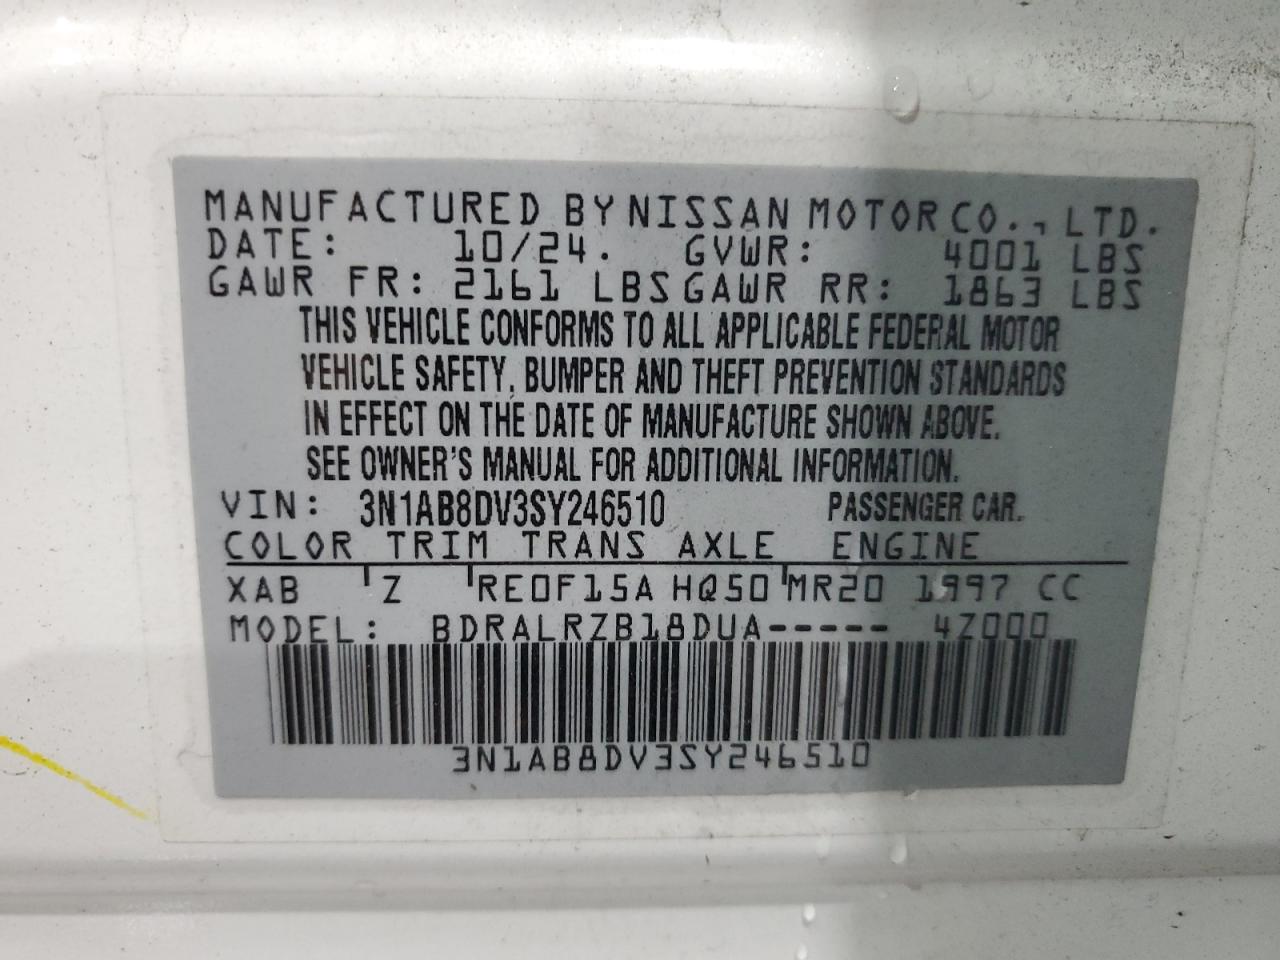 MANUFACTURED BY NISSAN MOTOR CO., LTD.
DATE: 10/24. GVWR: 4001 LBS
GAWR FR: 2161 LBS GAWR RR: 1863 LBS
THIS VEHICLE CONFORMS TO ALL APPLICABLE FEDERAL MOTOR
VEHICLE SAFETY, BUMPER AND THEFT PREVENTION STANDARDS
IN EFFECT ON THE DATE OF MANUFACTURE SHOWN ABOVE.
SEE OWNER'S MANUAL FOR ADDITIONAL INFORMATION.
VIN: 3N1AB8DV3SY246510 PASSENGER CAR.
COLOR TRIM TRANS AXLE ENGINE
XAB Z RE0F15A HQ50 MR20 1997 CC
MODEL: BDRALRZB18DUA----- 4Z000
3N1AB8DV3SY246510